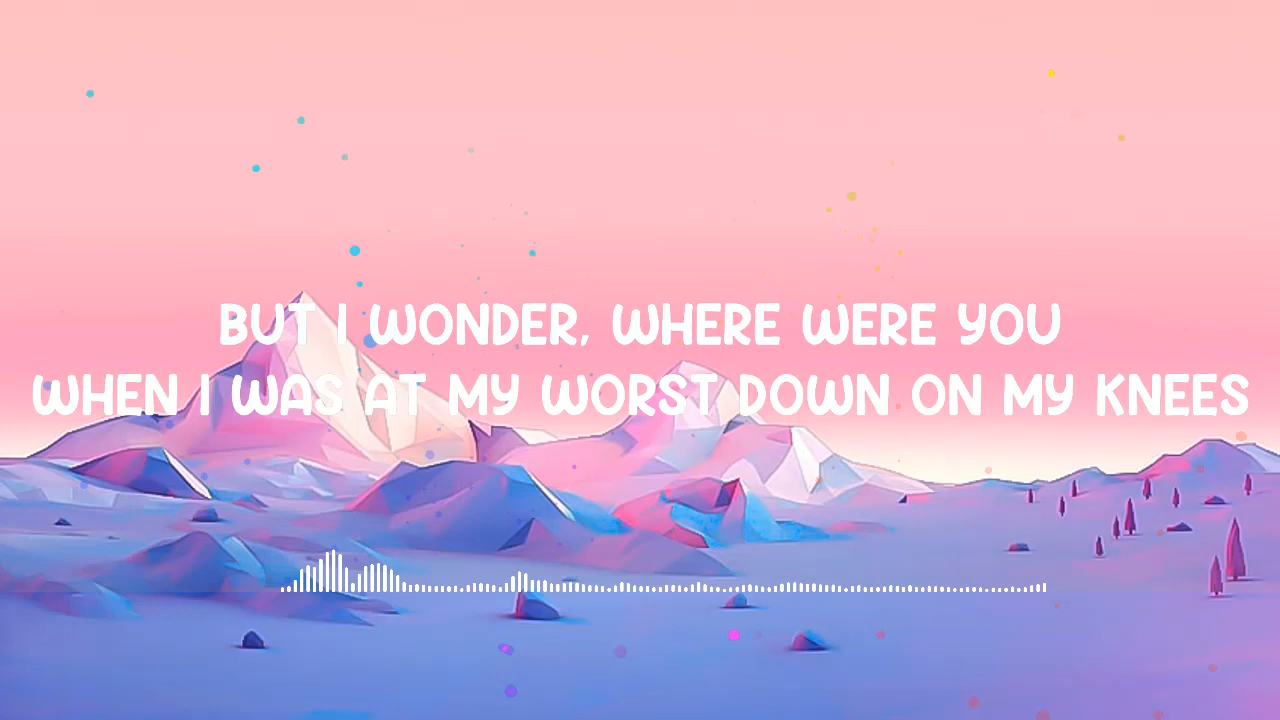 BUT I WONDER, WHERE WERE YOU
WHEN I WAS AT MY WORST DOWN ON MY KNEES